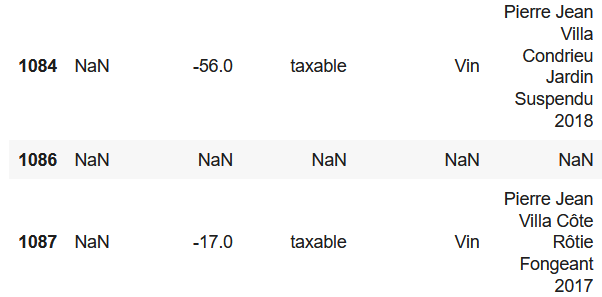 1084 NaN -56.0 taxable Vin Pierre Jean
Villa
Condrieu
Jardin
Suspendu
2018
1086 NaN NaN NaN NaN NaN
1087 NaN -17.0 taxable Vin Pierre Jean
Villa Côte
Rôtie
Fongeant
2017